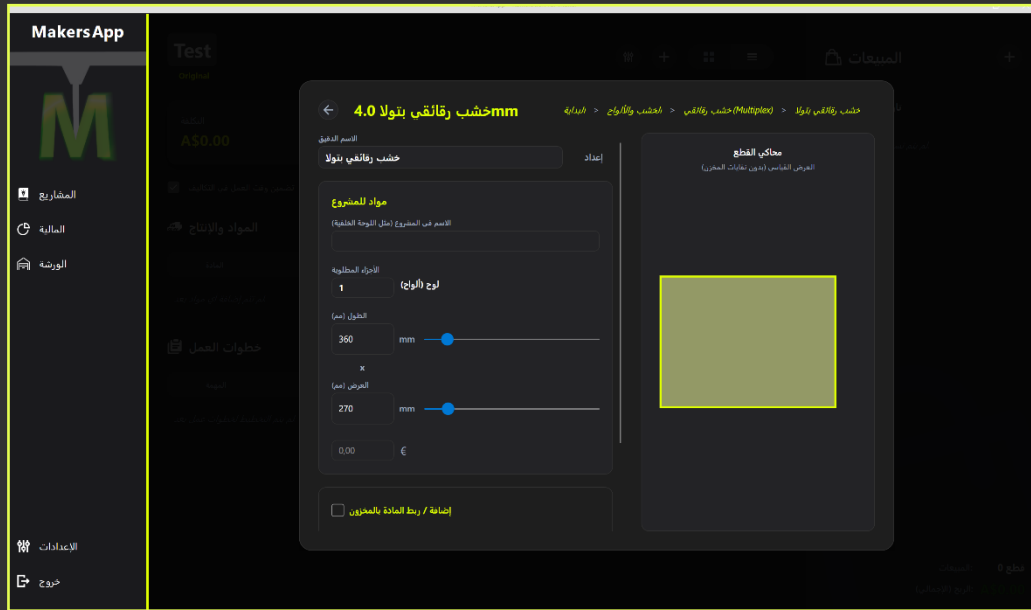 MakersApp
المشاريع
المالية
الورشة
الإعدادات
خروج
Test
Original
A$0.00
المواد والإنتاج
خطوات العمل
المبيعات
خشب رقائقي بتولا 4.0mm
البداية > الخشب والألواح > خشب رقائقي (Multiplex) > خشب رقائقي بتولا
الاسم الدقيق
خشب رقائقي بتولا
إعداد
مواد للمشروع
الاسم في المشروع (مثل اللوحة الخلفية)
الأجزاء المطلوبة
1
لوح (ألواح)
الطول (مم)
360
mm
x
العرض (مم)
270
mm
0,00
€
إضافة / ربط المادة بالمخزون
محاكي القطع
العرض القياسي (بدون نفايات المخزن)
قطع 0